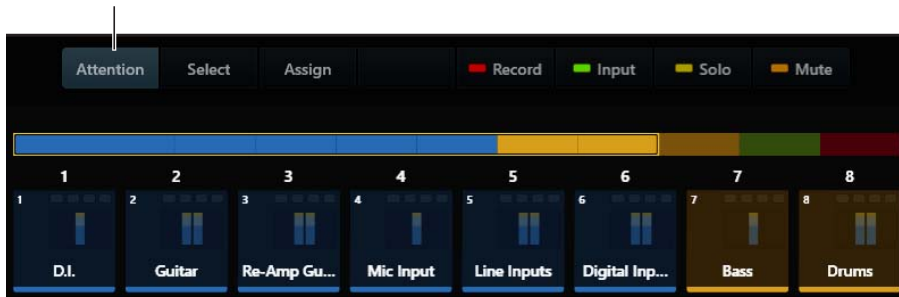 Attention Select Assign Record Input Solo Mute
1 2 3 4 5 6 7 8
1 2 3 4 5 6 7 8
D.I. Guitar Re-Amp Gu... Mic Input Line Inputs Digital Inp... Bass Drums